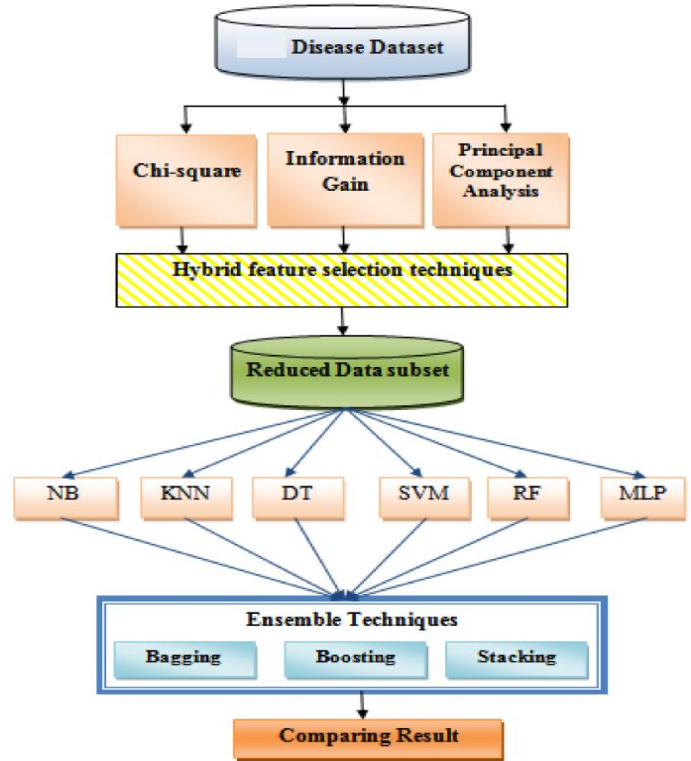 Disease Dataset
Chi-square
Information
Gain
Principal
Component
Analysis
Hybrid feature selection techniques
Reduced Data subset
NB
KNN
DT
SVM
RF
MLP
Ensemble Techniques
Bagging
Boosting
Stacking
Comparing Result